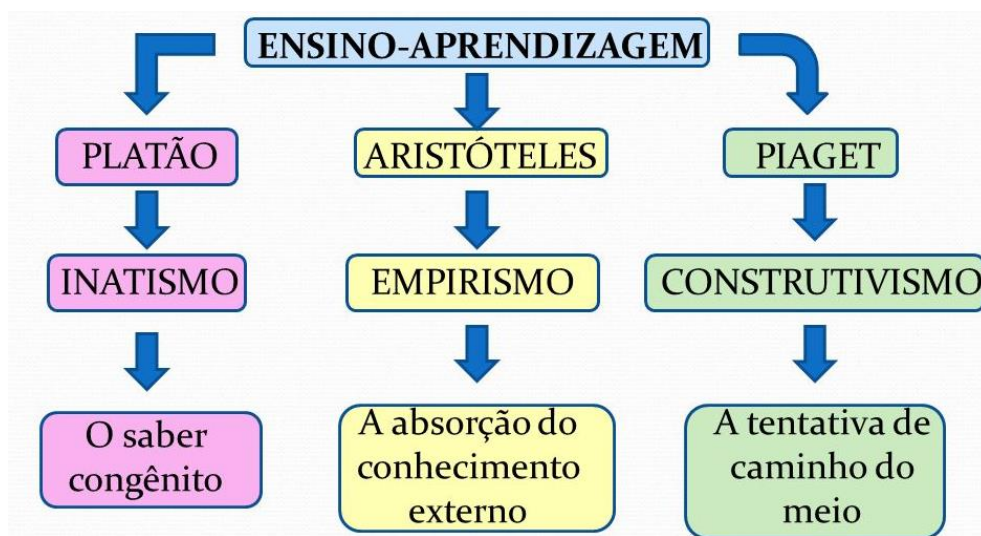 ENSINO-APRENDIZAGEM
PLATÃO
ARISTÓTELES
PIAGET
INATISMO
EMPIRISMO
CONSTRUTIVISMO
O saber
congênito
A absorção do
conhecimento
externo
A tentativa de
caminho do
meio